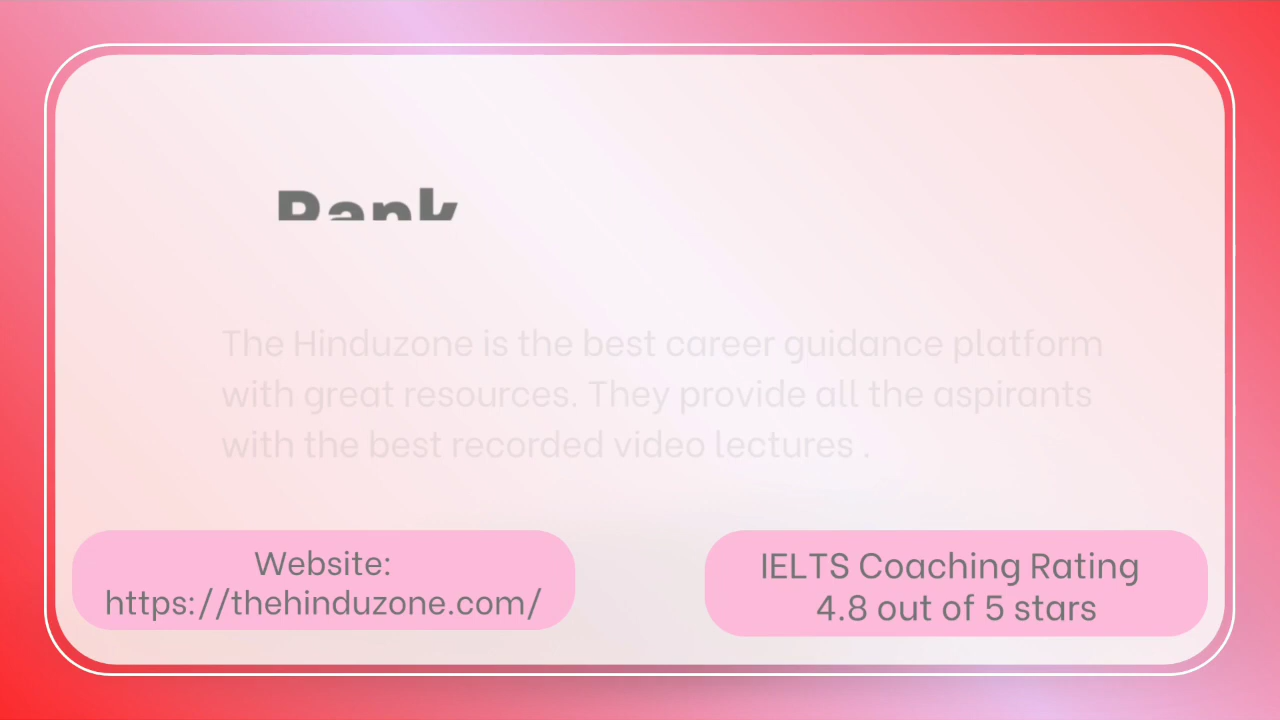 Rank
The Hinduzone is the best career guidance platform
with great resources. They provide all the aspirants
with the best recorded video lectures .
Website:
https://thehinduzone.com/
IELTS Coaching Rating
4.8 out of 5 stars